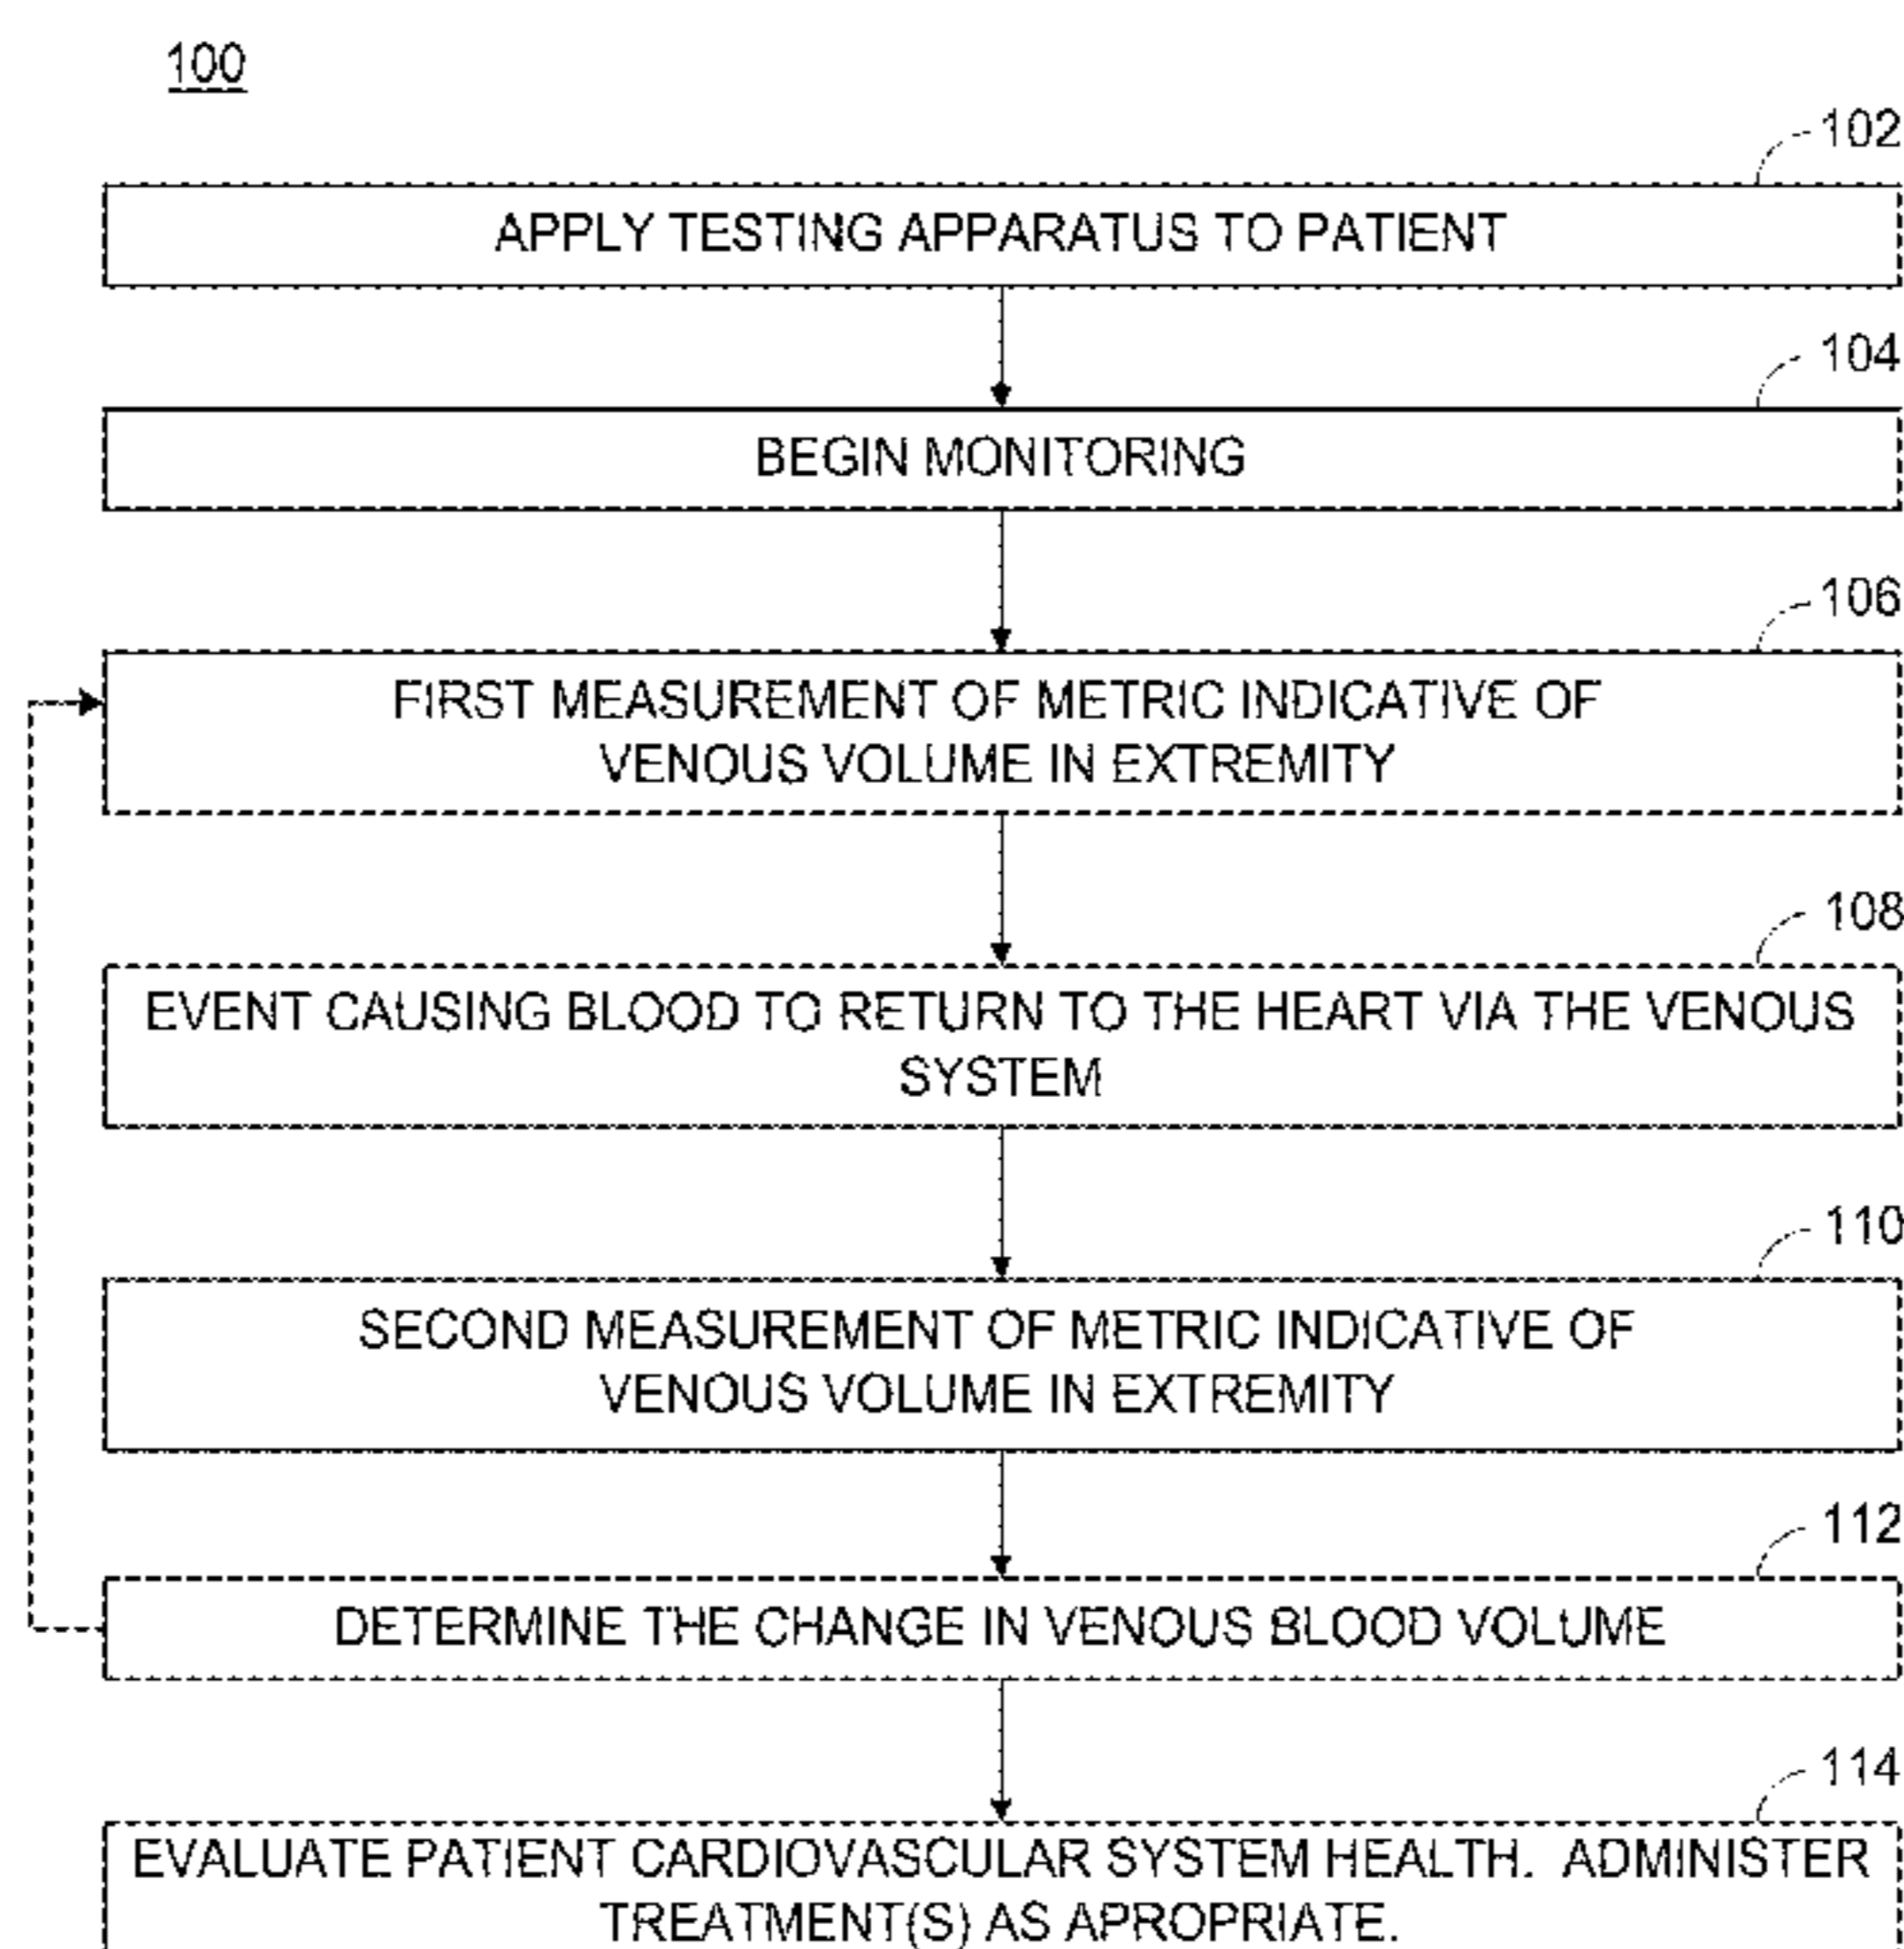 100
102
APPLY TESTING APPARATUS TO PATIENT
104
BEGIN MONITORING
106
FIRST MEASUREMENT OF METRIC INDICATIVE OF
VENOUS VOLUME IN EXTREMITY
108
EVENT CAUSING BLOOD TO RETURN TO THE HEART VIA THE VENOUS
SYSTEM
110
SECOND MEASUREMENT OF METRIC INDICATIVE OF
VENOUS VOLUME IN EXTREMITY
112
DETERMINE THE CHANGE IN VENOUS BLOOD VOLUME
114
EVALUATE PATIENT CARDIOVASCULAR SYSTEM HEALTH. ADMINISTER
TREATMENT(S) AS APROPRIATE.